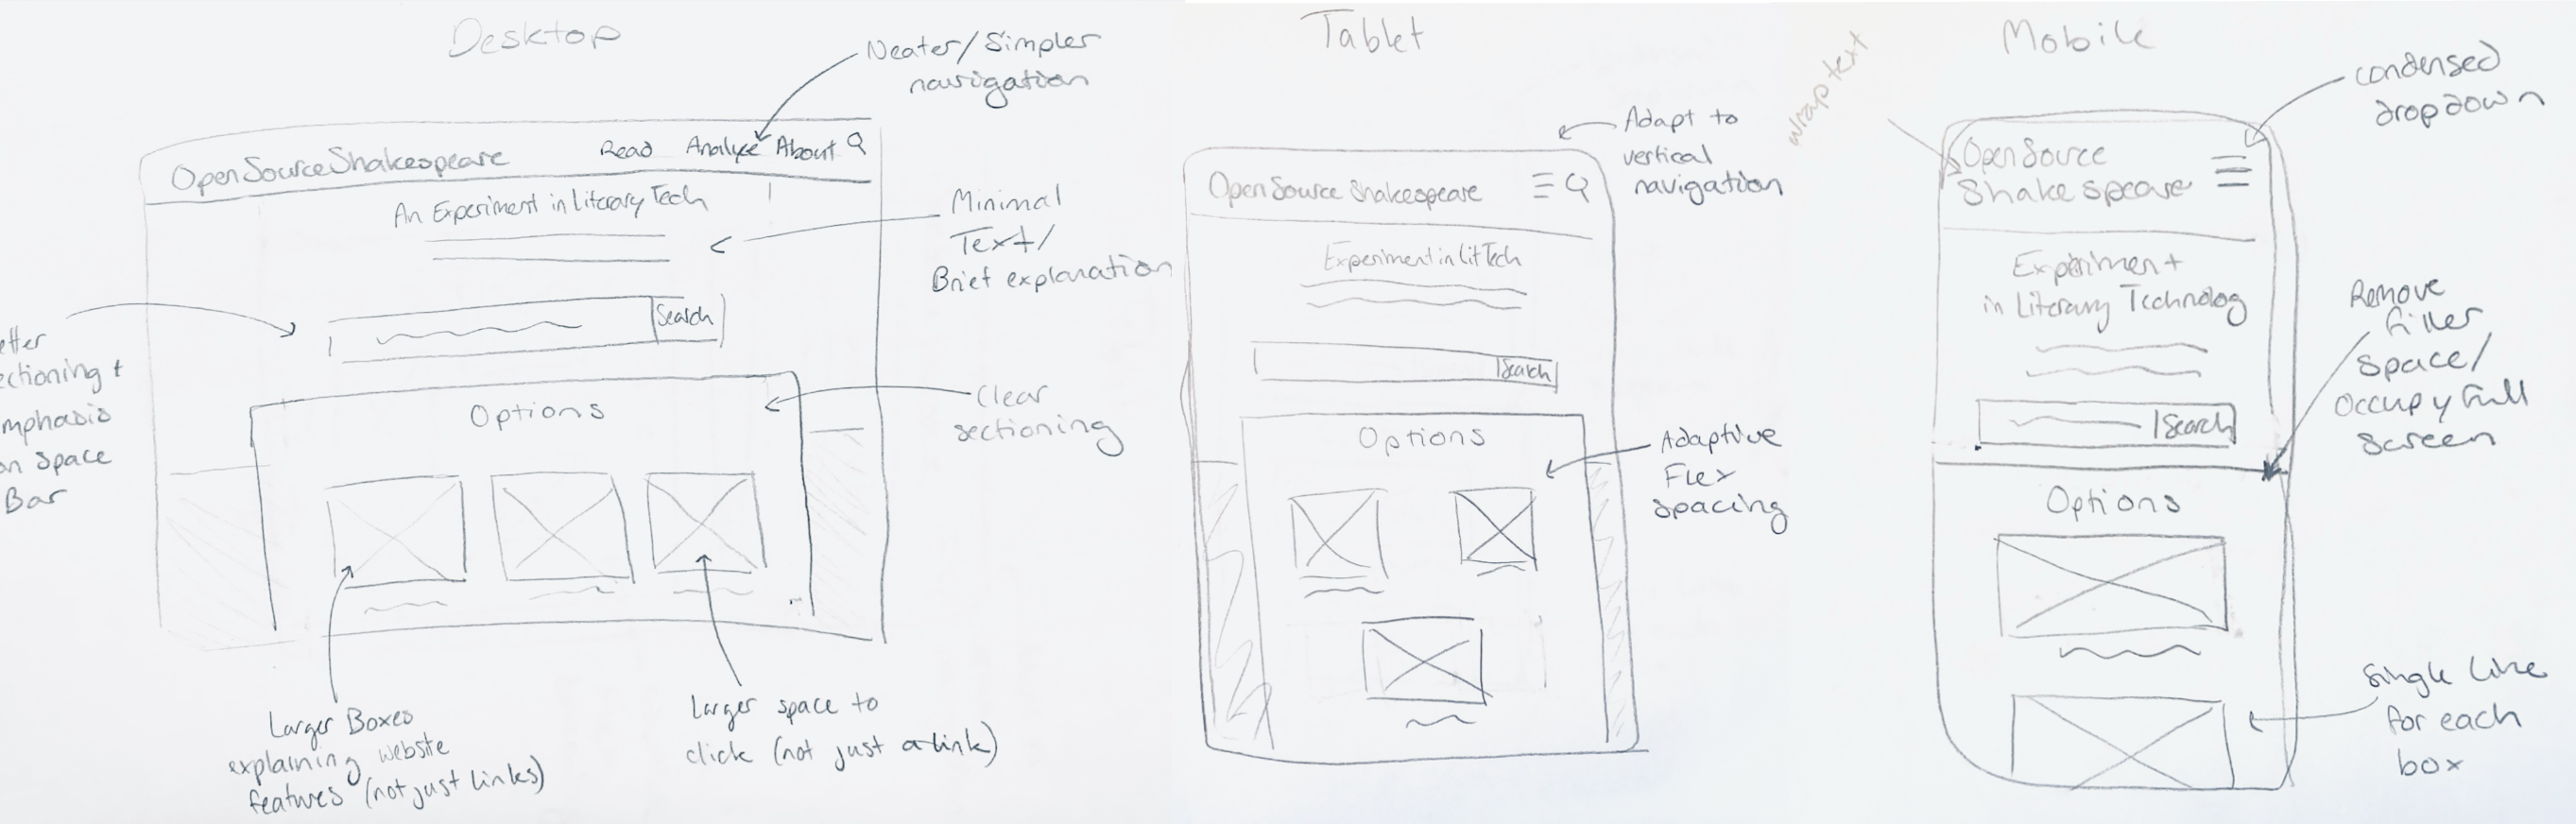 Desktop
Neater/Simpler
navigation
OpenSourceShakespeare
Read Analyze About
An Experiment in Literary Tech
Minimal
Text/
Brief explanation
Search
etter
ectioning +
mphasis
on Space
Bar
Options
Clear
sectioning
Larger Boxes
explaining website
features (not just links)
Larger space to
click (not just a link)
Tablet
Adapt to
vertical
navigation
OpenSource Shakespeare
Experiment in Lit Tech
Search
Options
Adaptive
Flex
spacing
Mobile
wrap text
condensed
dropdown
Open Source
Shakespeare
Experiment
in Literary Technolog
Search
Remove
filler
space/
Occupy full
screen
Options
Single Line
for each
box